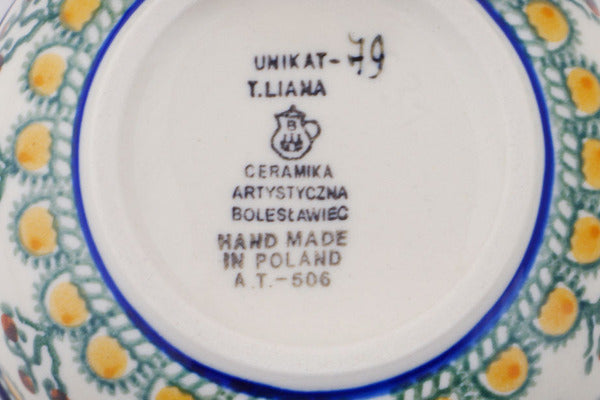 UNIKAT-79
T.LIANA
B
CERAMIKA
ARTYSTYCZNA
BOLESŁAWIEC
HAND MADE
IN POLAND
A.T.-506